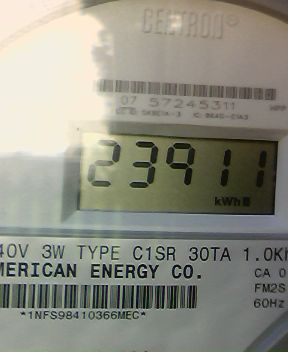 CENTRON®
07 57245311
23911
kWh
40V 3W TYPE C1SR 30TA 1.0Kh
MERICAN ENERGY CO.
CA 0
FM2S
60Hz
*1NFS98410366MEC*